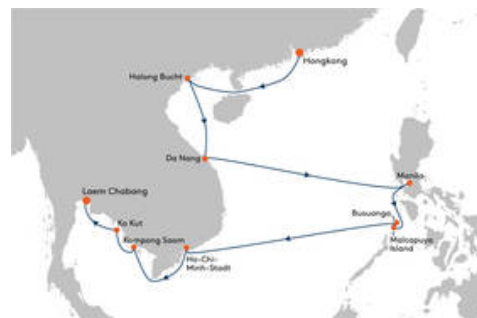 Hongkong
Halong Bucht
Da Nang
Manila
Laem Chabang
Busuanga
Ko Kut
Kompong Saom
Malcapuya
Island
Ho-Chi-
Minh-Stadt